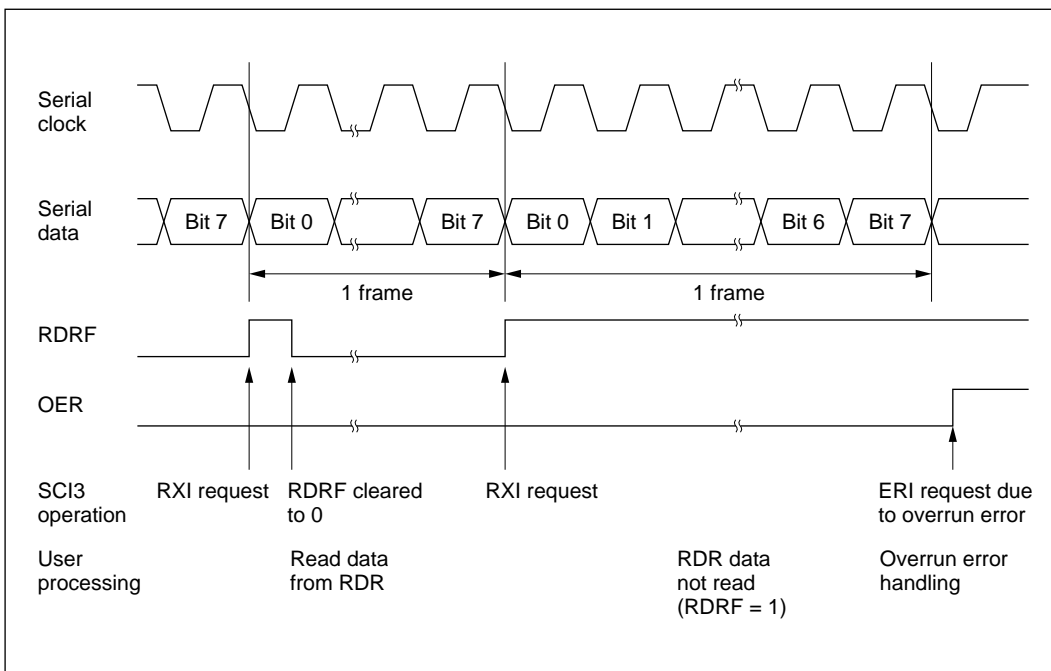 Serial
clock
Serial
data
Bit 7
Bit 0
Bit 7
Bit 0
Bit 1
Bit 6
Bit 7
1 frame
1 frame
RDRF
OER
SCI3
operation
RXI request
RDRF cleared
to 0
RXI request
ERI request due
to overrun error
User
processing
Read data
from RDR
RDR data
not read
(RDRF = 1)
Overrun error
handling